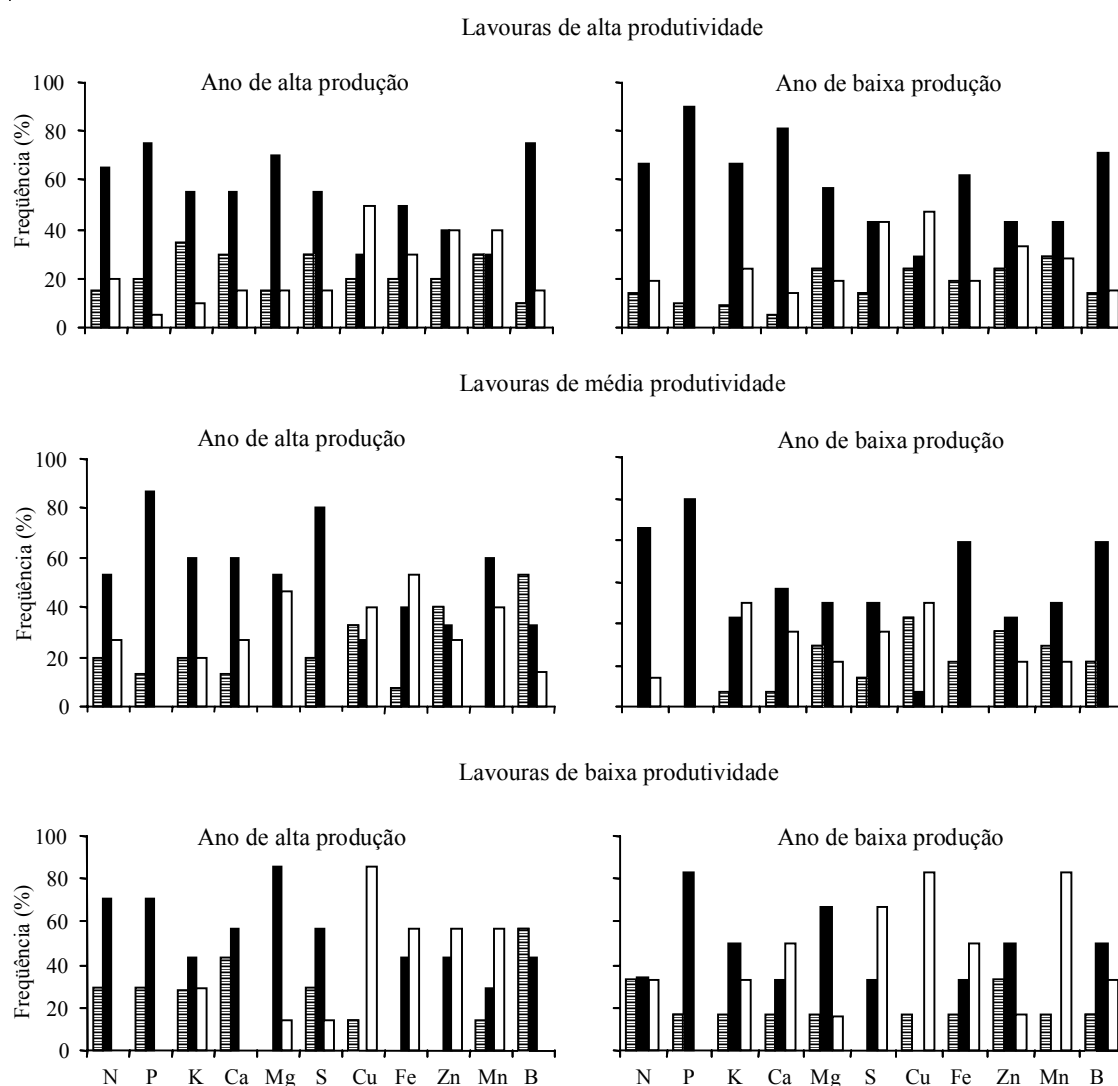 Lavouras de alta produtividade
Ano de alta produção
Ano de baixa produção
Freqüência (%)
100
80
60
40
20
0
Lavouras de média produtividade
Ano de alta produção
Ano de baixa produção
Freqüência (%)
100
80
60
40
20
0
Lavouras de baixa produtividade
Ano de alta produção
Ano de baixa produção
Freqüência (%)
100
80
60
40
20
0
N P K Ca Mg S Cu Fe Zn Mn B
N P K Ca Mg S Cu Fe Zn Mn B